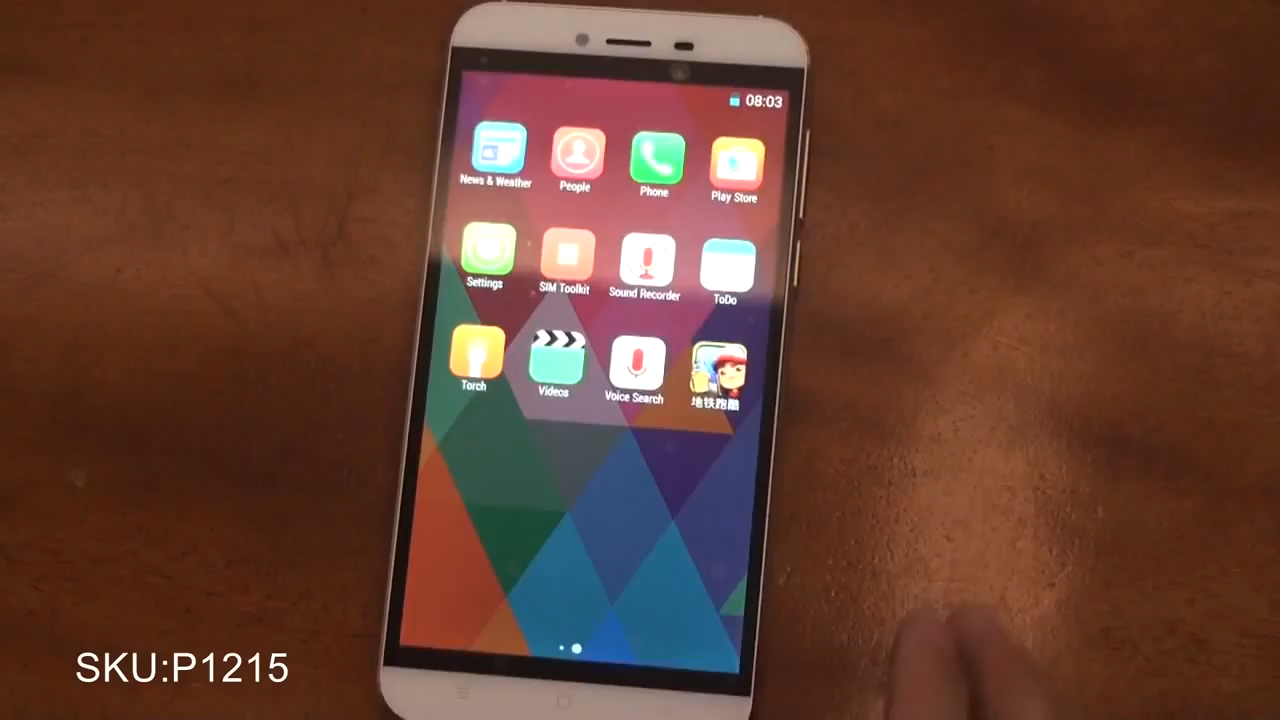 08:03
News & Weather
People
Phone
Play Store
Settings
SIM Toolkit
Sound Recorder
ToDo
Torch
Videos
Voice Search
地铁跑酷
SKU:P1215